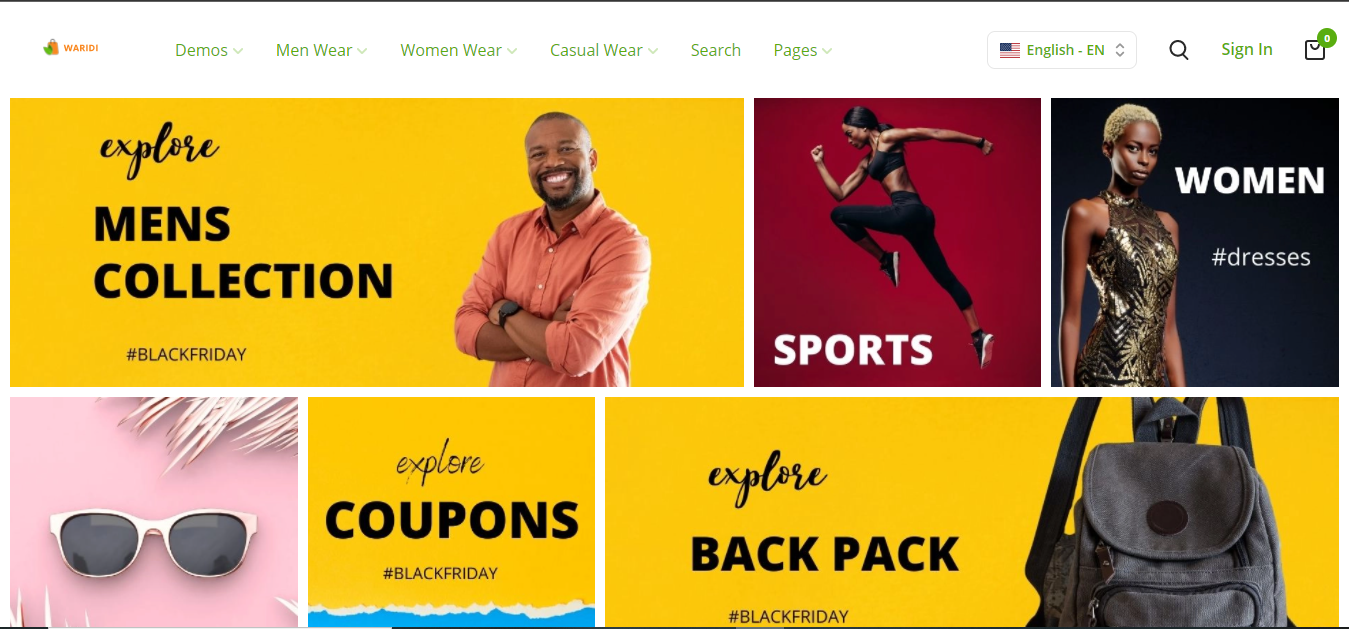 WARIDI
Demos
Men Wear
Women Wear
Casual Wear
Search
Pages
English - EN
Sign In
0
explore
MENS
COLLECTION
#BLACKFRIDAY
SPORTS
WOMEN
#dresses
explore
COUPONS
#BLACKFRIDAY
explore
BACK PACK
#BLACKFRIDAY